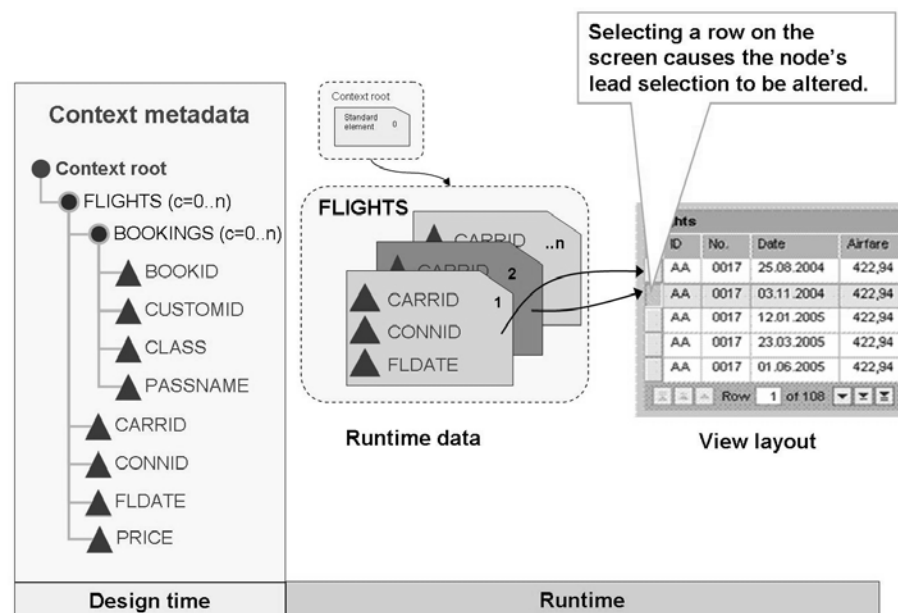 Selecting a row on the
screen causes the node's
lead selection to be altered.
Context metadata
Context root
FLIGHTS (c=0..n)
BOOKINGS (c=0..n)
BOOKID
CUSTOMID
CLASS
PASSNAME
CARRID
CONNID
FLDATE
PRICE
Design time
Context root
Standard
element 0
FLIGHTS
CARRID ..n
CARRID 2
CARRID 1
CONNID
FLDATE
Runtime data
hts
ID No. Date Airfare
AA 0017 25.08.2004 422,94
AA 0017 03.11.2004 422,94
AA 0017 12.01.2005 422,94
AA 0017 23.03.2005 422,94
AA 0017 01.06.2005 422,94
Row 1 of 108
View layout
Runtime